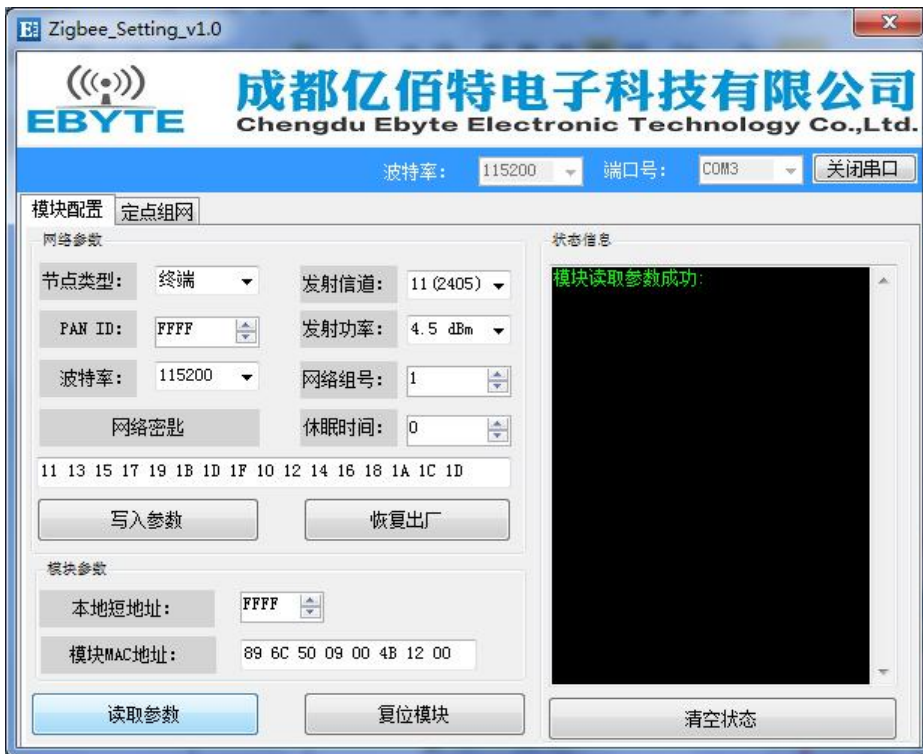 Zigbee_Setting_v1.0
EBYTE
成都亿佰特电子科技有限公司
Chengdu Ebyte Electronic Technology Co.,Ltd.
波特率: 115200 端口号: COM3 关闭串口
模块配置 定点组网
网络参数
节点类型: 终端 发射信道: 11(2405)
PAN ID: FFFF 发射功率: 4.5 dBm
波特率: 115200 网络组号: 1
网络密匙 休眠时间: 0
11 13 15 17 19 1B 1D 1F 10 12 14 16 18 1A 1C 1D
写入参数 恢复出厂
模块参数
本地短地址: FFFF
模块MAC地址: 89 6C 50 09 00 4B 12 00
读取参数 复位模块
状态信息
模块读取参数成功:
清空状态